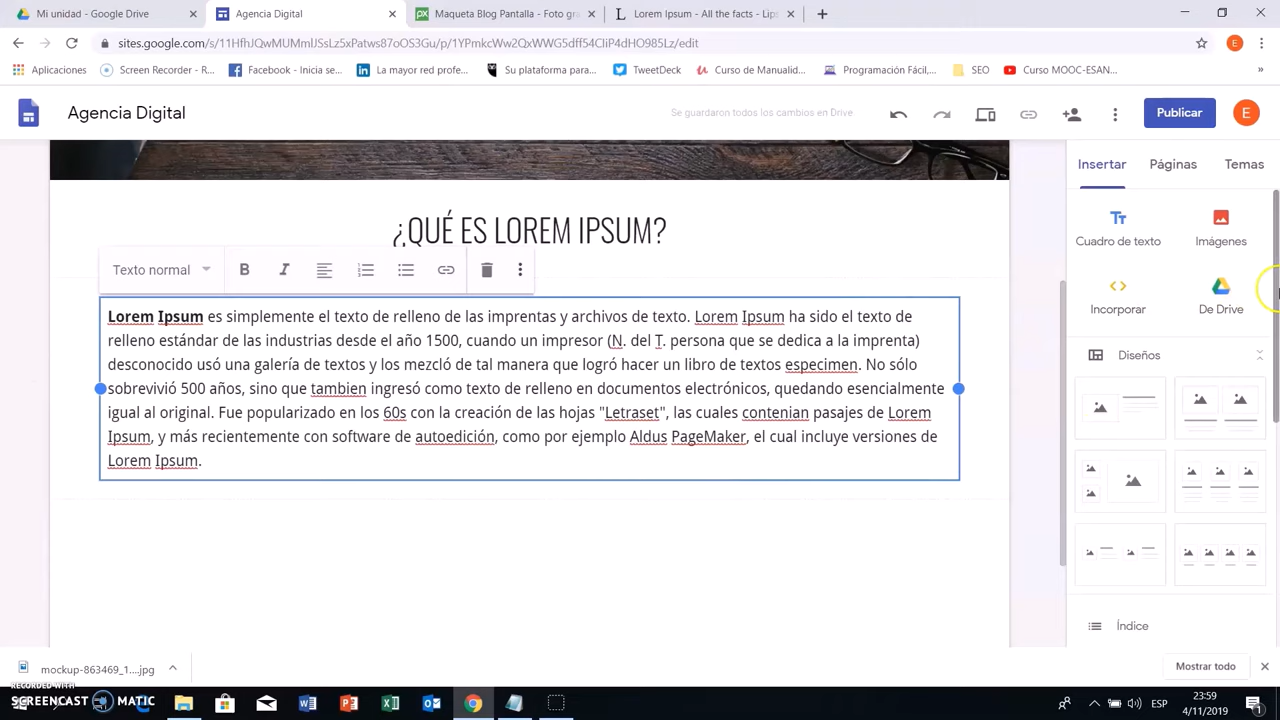 Mi unidad - Google Drive
Agencia Digital
Maqueta Blog Pantalla - Foto gra
Lorem Ipsum - All the facts - Lips
sites.google.com/s/11HfhJQwMUMmIJSsLz5xPatws87oOS3Gu/p/1YPmkcWw2QxWWG5dff54CIiP4dHO985Lz/edit
Aplicaciones
Screen Recorder - R...
Facebook - Inicia se...
La mayor red profe...
Su plataforma para...
TweetDeck
Curso de Manualid...
Programación Fácil,...
SEO
Curso MOOC-ESAN...
»
Agencia Digital
Se guardaron todos los cambios en Drive
Publicar
E
Insertar
Páginas
Temas
¿QUÉ ES LOREM IPSUM?
Texto normal
B
I
Lorem Ipsum es simplemente el texto de relleno de las imprentas y archivos de texto. Lorem Ipsum ha sido el texto de
relleno estándar de las industrias desde el año 1500, cuando un impresor (N. del T. persona que se dedica a la imprenta)
desconocido usó una galería de textos y los mezcló de tal manera que logró hacer un libro de textos especimen. No sólo
sobrevivió 500 años, sino que tambien ingresó como texto de relleno en documentos electrónicos, quedando esencialmente
igual al original. Fue popularizado en los 60s con la creación de las hojas "Letraset", las cuales contenian pasajes de Lorem
Ipsum, y más recientemente con software de autoedición, como por ejemplo Aldus PageMaker, el cual incluye versiones de
Lorem Ipsum.
Tт
Cuadro de texto
Imágenes
Incorporar
De Drive
Diseños
Índice
mockup-863469_1....jpg
Mostrar todo
RECORDED WITH
SCREENCAST MATIC
ESP
23:59
4/11/2019